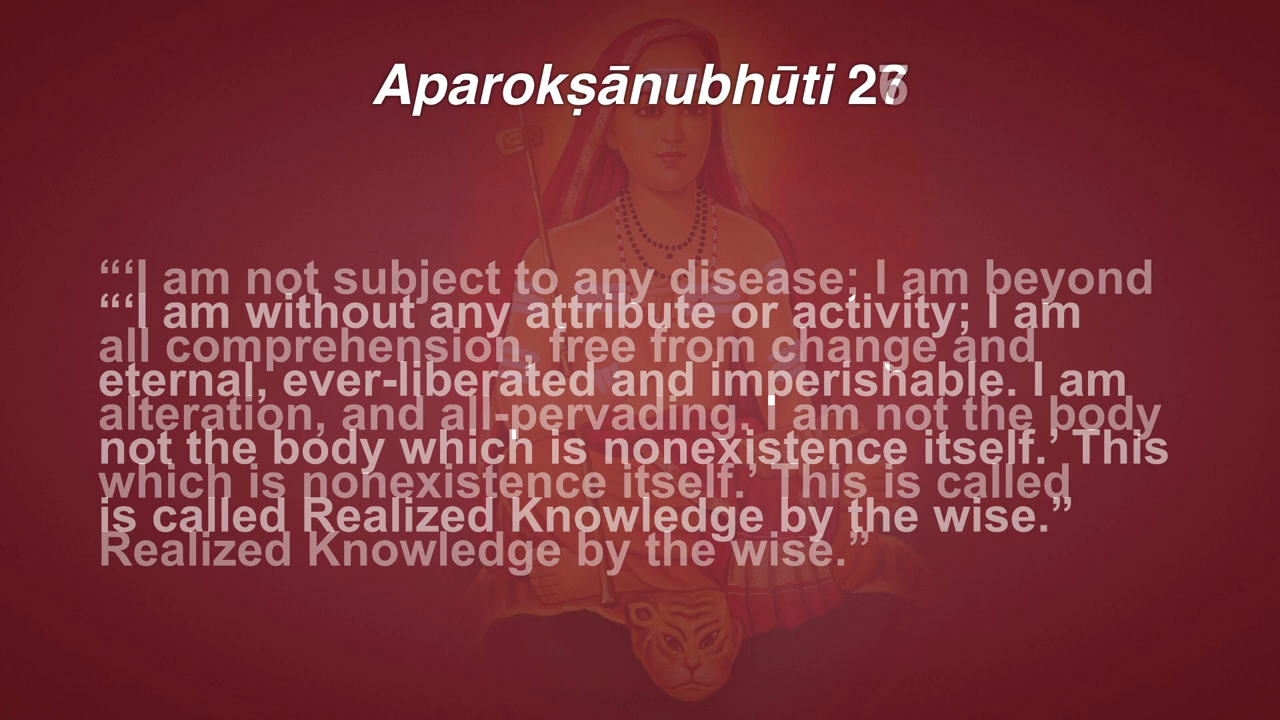 Aparokṣānubhūti 27
“‘I am not subject to any disease; I am beyond
all comprehension, free from change and
alteration, and all-pervading. I am not the body
which is nonexistence itself.’ This is called
Realized Knowledge by the wise.”
“‘I am without any attribute or activity; I am
eternal, ever-liberated and imperishable. I am
not the body which is nonexistence itself.’ This
is called Realized Knowledge by the wise.”